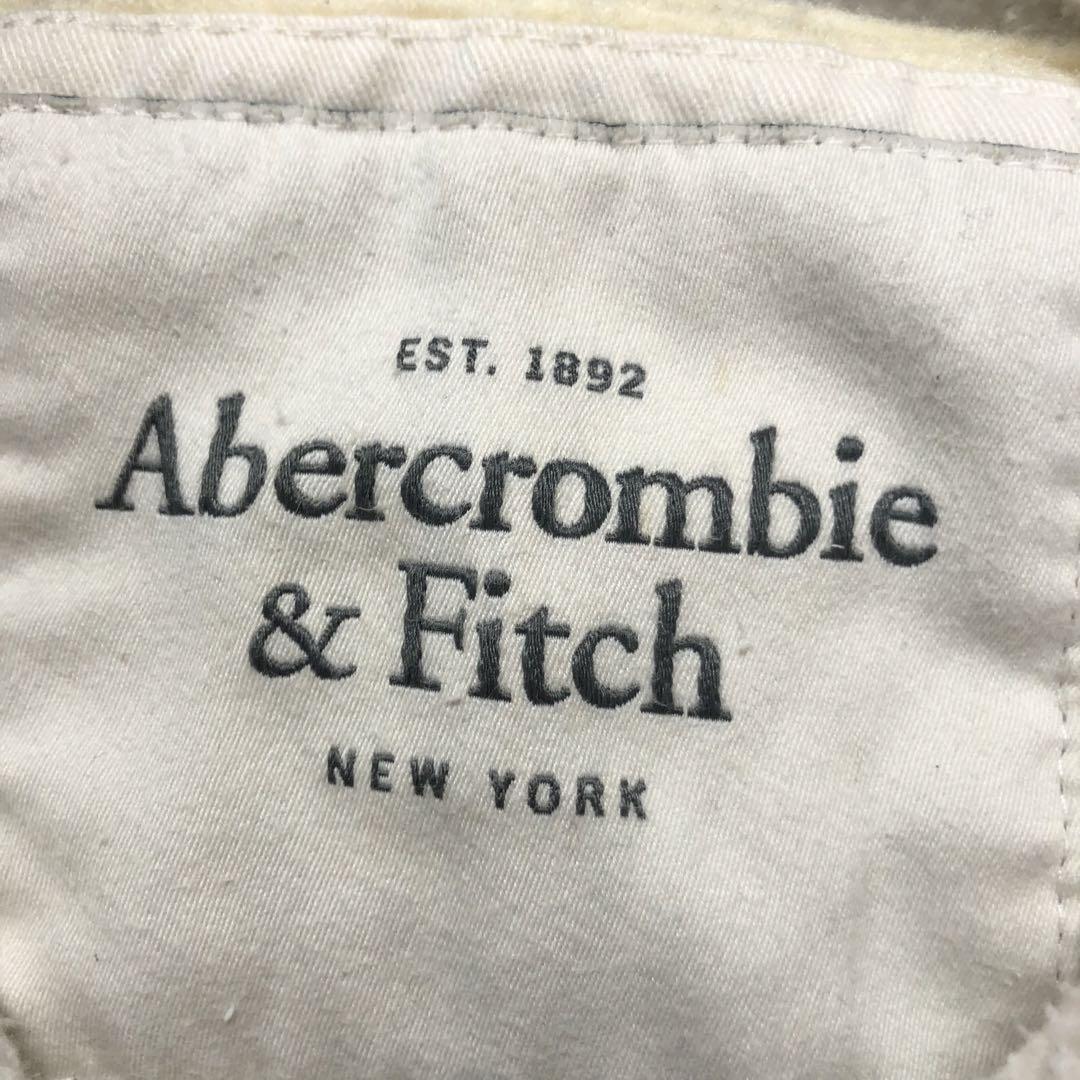 EST. 1892
Abercrombie
& Fitch
NEW YORK